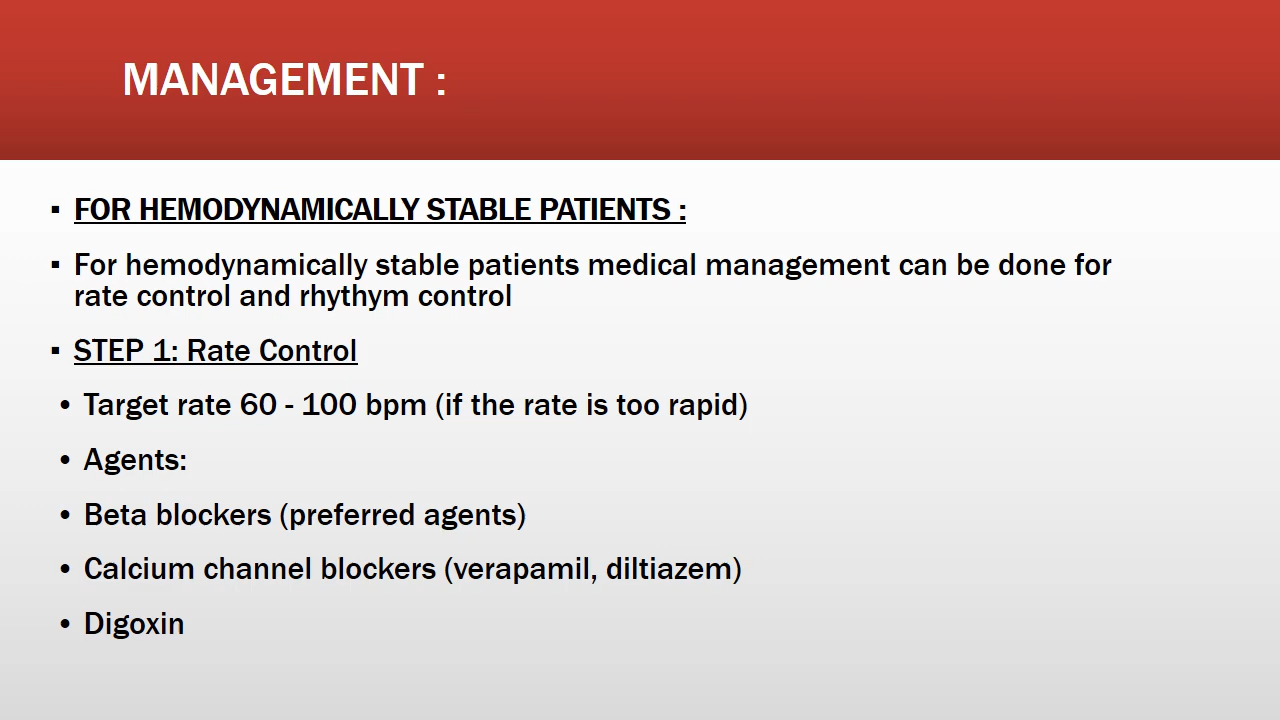 MANAGEMENT :
▪ FOR HEMODYNAMICALLY STABLE PATIENTS :
▪ For hemodynamically stable patients medical management can be done for
rate control and rhythym control
▪ STEP 1: Rate Control
• Target rate 60 - 100 bpm (if the rate is too rapid)
• Agents:
• Beta blockers (preferred agents)
• Calcium channel blockers (verapamil, diltiazem)
• Digoxin